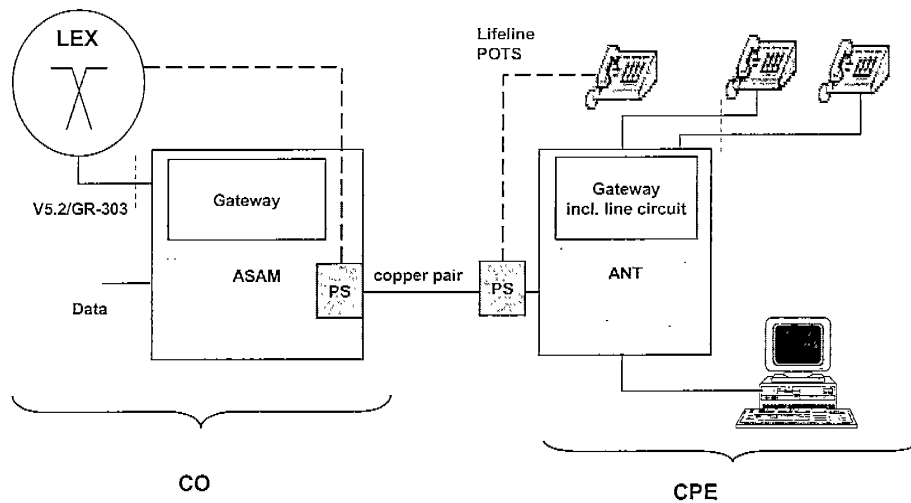 LEX
Lifeline
POTS
Gateway
Gateway
incl. line circuit
V5.2/GR-303
ASAM
PS
copper pair
PS
ANT
Data
CO
CPE